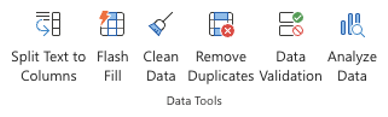 Split Text to Columns
Flash Fill
Clean Data
Remove Duplicates
Data Validation
Analyze Data
Data Tools